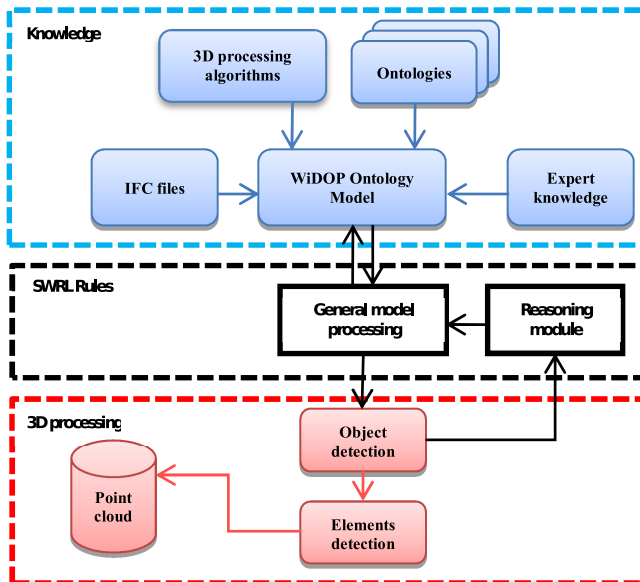 Knowledge
3D processing
algorithms
Ontologies
IFC files
WiDOP Ontology
Model
Expert
knowledge
SWRL Rules
General model
processing
Reasoning
module
3D processing
Object
detection
Point
cloud
Elements
detection